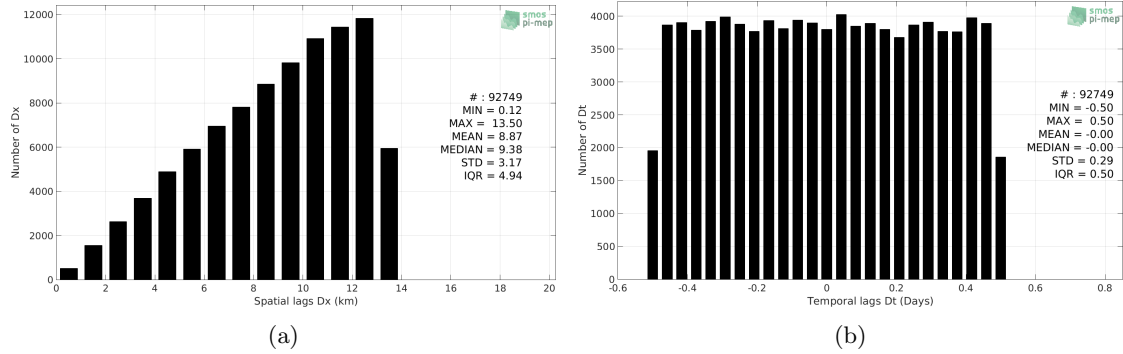 12000
10000
8000
6000
4000
2000
0
Number of Dx
smos
pi-mep
# : 92749
MIN = 0.12
MAX = 13.50
MEAN = 8.87
MEDIAN = 9.38
STD = 3.17
IQR = 4.94
0 2 4 6 8 10 12 14 16 18 20
Spatial lags Dx (km)
(a)
4000
3500
3000
2500
2000
1500
1000
500
0
Number of Dt
smos
pi-mep
# : 92749
MIN = -0.50
MAX = 0.50
MEAN = -0.00
MEDIAN = -0.00
STD = 0.29
IQR = 0.50
-0.6 -0.4 -0.2 0 0.2 0.4 0.6 0.8
Temporal lags Dt (Days)
(b)